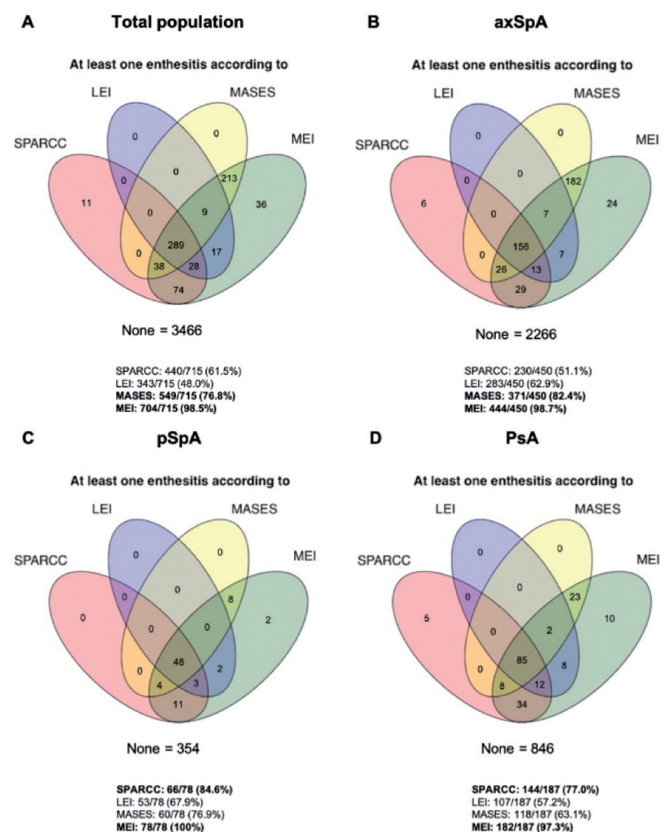 A
Total population
At least one enthesitis according to
LEI
MASES
SPARCC
MEI
0
0
11
0
0
213
36
0
9
289
0
38
28
17
74
None = 3466
SPARCC: 440/715 (61.5%)
LEI: 343/715 (48.0%)
MASES: 549/715 (76.8%)
MEI: 704/715 (98.5%)
B
axSpA
At least one enthesitis according to
LEI
MASES
SPARCC
MEI
0
0
6
0
0
182
24
0
7
156
0
26
13
7
29
None = 2266
SPARCC: 230/450 (51.1%)
LEI: 283/450 (62.9%)
MASES: 371/450 (82.4%)
MEI: 444/450 (98.7%)
C
pSpA
At least one enthesitis according to
LEI
MASES
SPARCC
MEI
0
0
0
0
0
8
2
0
0
48
0
4
3
2
11
None = 354
SPARCC: 66/78 (84.6%)
LEI: 53/78 (67.9%)
MASES: 60/78 (76.9%)
MEI: 78/78 (100%)
D
PsA
At least one enthesitis according to
LEI
MASES
SPARCC
MEI
0
0
5
0
0
23
10
0
2
85
0
8
12
8
34
None = 846
SPARCC: 144/187 (77.0%)
LEI: 107/187 (57.2%)
MASES: 118/187 (63.1%)
MEI: 182/187 (97.3%)